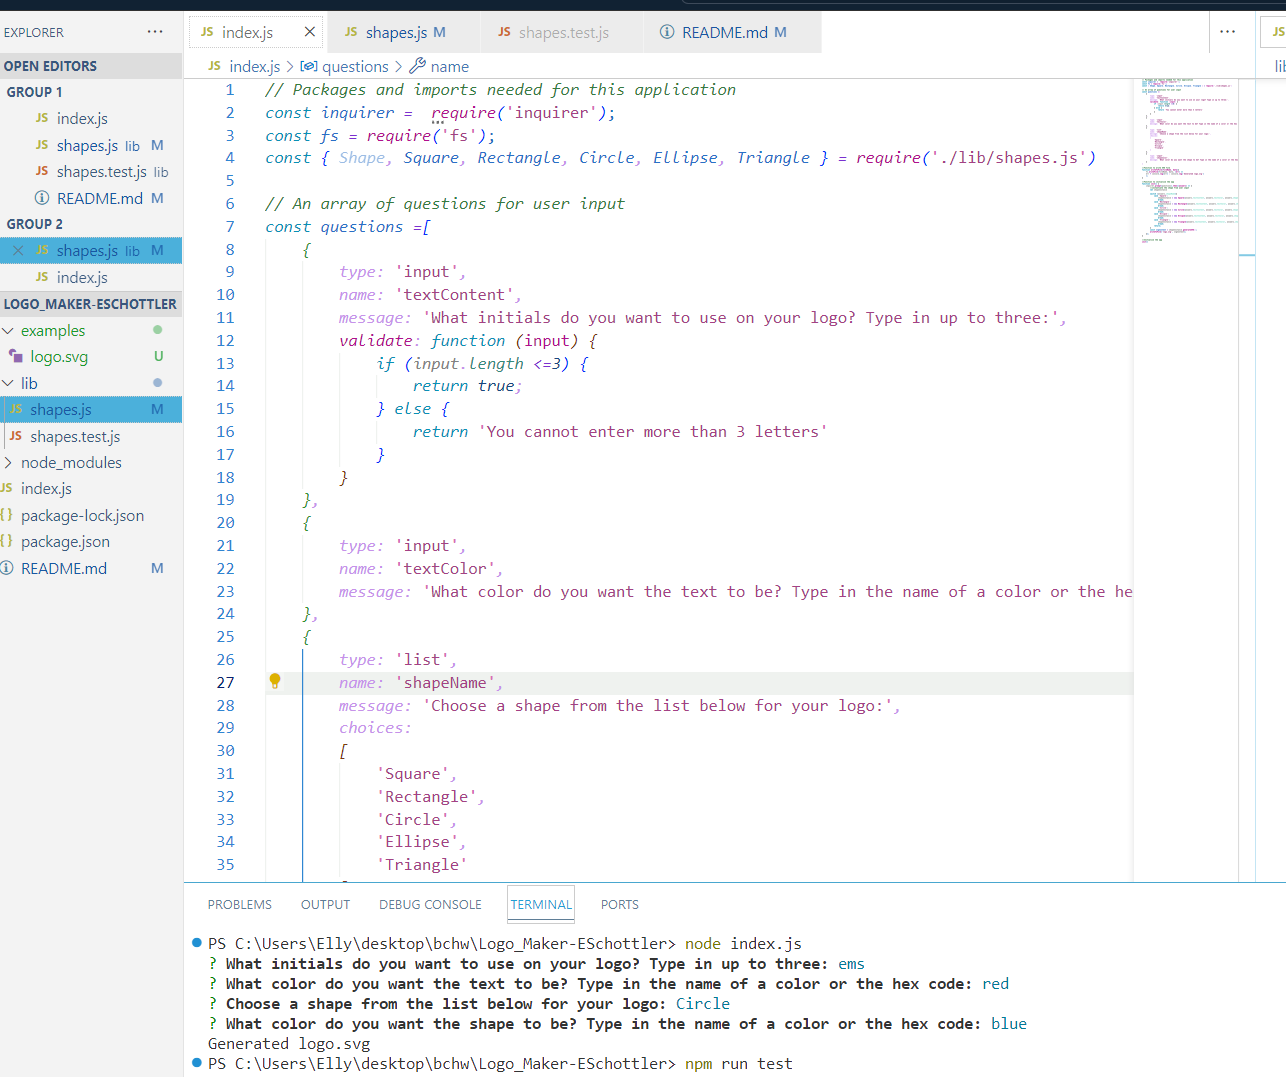 EXPLORER
···
OPEN EDITORS
GROUP 1
JS index.js
JS shapes.js lib M
JS shapes.test.js lib
README.md M
GROUP 2
JS shapes.js lib M
JS index.js
LOGO_MAKER-ESCHOTTLER
examples
logo.svg U
lib
JS shapes.js M
JS shapes.test.js
node_modules
JS index.js
{} package-lock.json
{} package.json
README.md M
JS index.js
JS shapes.js M
JS shapes.test.js
README.md M
···
JS
JS index.js > questions > name
lib
1 // Packages and imports needed for this application
2 const inquirer =  require('inquirer');
3 const fs = require('fs');
4 const { Shape, Square, Rectangle, Circle, Ellipse, Triangle } = require('./lib/shapes.js')
5
6 // An array of questions for user input
7 const questions =[
8 {
9 type: 'input',
10 name: 'textContent',
11 message: 'What initials do you want to use on your logo? Type in up to three:',
12 validate: function (input) {
13 if (input.length <=3) {
14 return true;
15 } else {
16 return 'You cannot enter more than 3 letters'
17 }
18 }
19 },
20 {
21 type: 'input',
22 name: 'textColor',
23 message: 'What color do you want the text to be? Type in the name of a color or the he
24 },
25 {
26 type: 'list',
27 name: 'shapeName',
28 message: 'Choose a shape from the list below for your logo:',
29 choices:
30 [
31 'Square',
32 'Rectangle',
33 'Circle',
34 'Ellipse',
35 'Triangle'
PROBLEMS OUTPUT DEBUG CONSOLE TERMINAL PORTS
PS C:\Users\Elly\desktop\bchw\Logo_Maker-ESchottler> node index.js
? What initials do you want to use on your logo? Type in up to three: ems
? What color do you want the text to be? Type in the name of a color or the hex code: red
? Choose a shape from the list below for your logo: Circle
? What color do you want the shape to be? Type in the name of a color or the hex code: blue
Generated logo.svg
PS C:\Users\Elly\desktop\bchw\Logo_Maker-ESchottler> npm run test